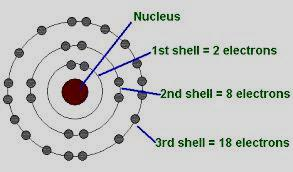 Nucleus
1st shell = 2 electrons
2nd shell = 8 electrons
3rd shell = 18 electrons